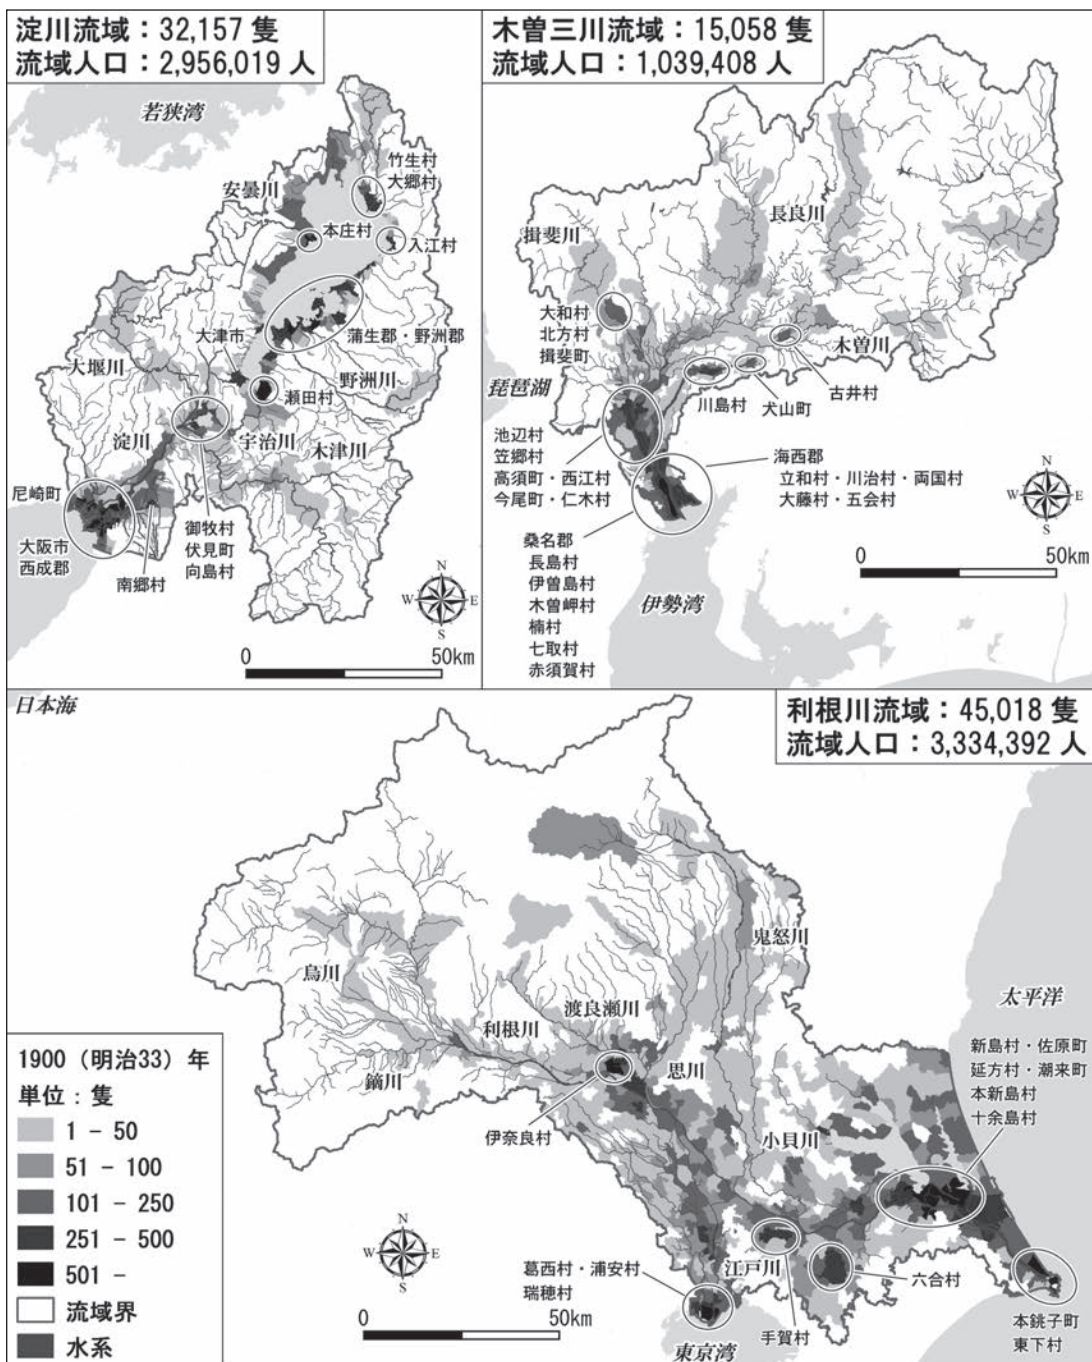 淀川流域：32,157 隻
流域人口：2,956,019 人
若狭湾
竹生村
大郷村
安曇川
本庄村
入江村
大津市
蒲生郡・野洲郡
大堰川
野洲川
瀬田村
淀川
宇治川
木津川
尼崎町
大阪市
西成郡
南郷村
御牧村
伏見町
向島村
N
W
E
S
0
50km
木曽三川流域：15,058 隻
流域人口：1,039,408 人
長良川
揖斐川
大和村
北方村
揖斐町
木曽川
古井村
犬山町
川島村
琵琶湖
池辺村
笠郷村
高須町・西江村
今尾町・仁木村
海西郡
立和村・川治村・両国村
大藤村・五会村
桑名郡
長島村
伊曽島村
木曽岬村
楠村
七取村
赤須賀村
伊勢湾
N
W
E
S
0
50km
日本海
利根川流域：45,018 隻
流域人口：3,334,392 人
鬼怒川
烏川
渡良瀬川
利根川
思川
鏑川
伊奈良村
小貝川
太平洋
新島村・佐原町
延方村・潮来町
本新島村
十余島村
江戸川
葛西村・浦安村
瑞穂村
手賀村
六合村
本銚子町
東下村
東京湾
N
W
E
S
0
50km
1900（明治33）年
単位：隻
1 － 50
51 － 100
101 － 250
251 － 500
501 －
流域界
水系